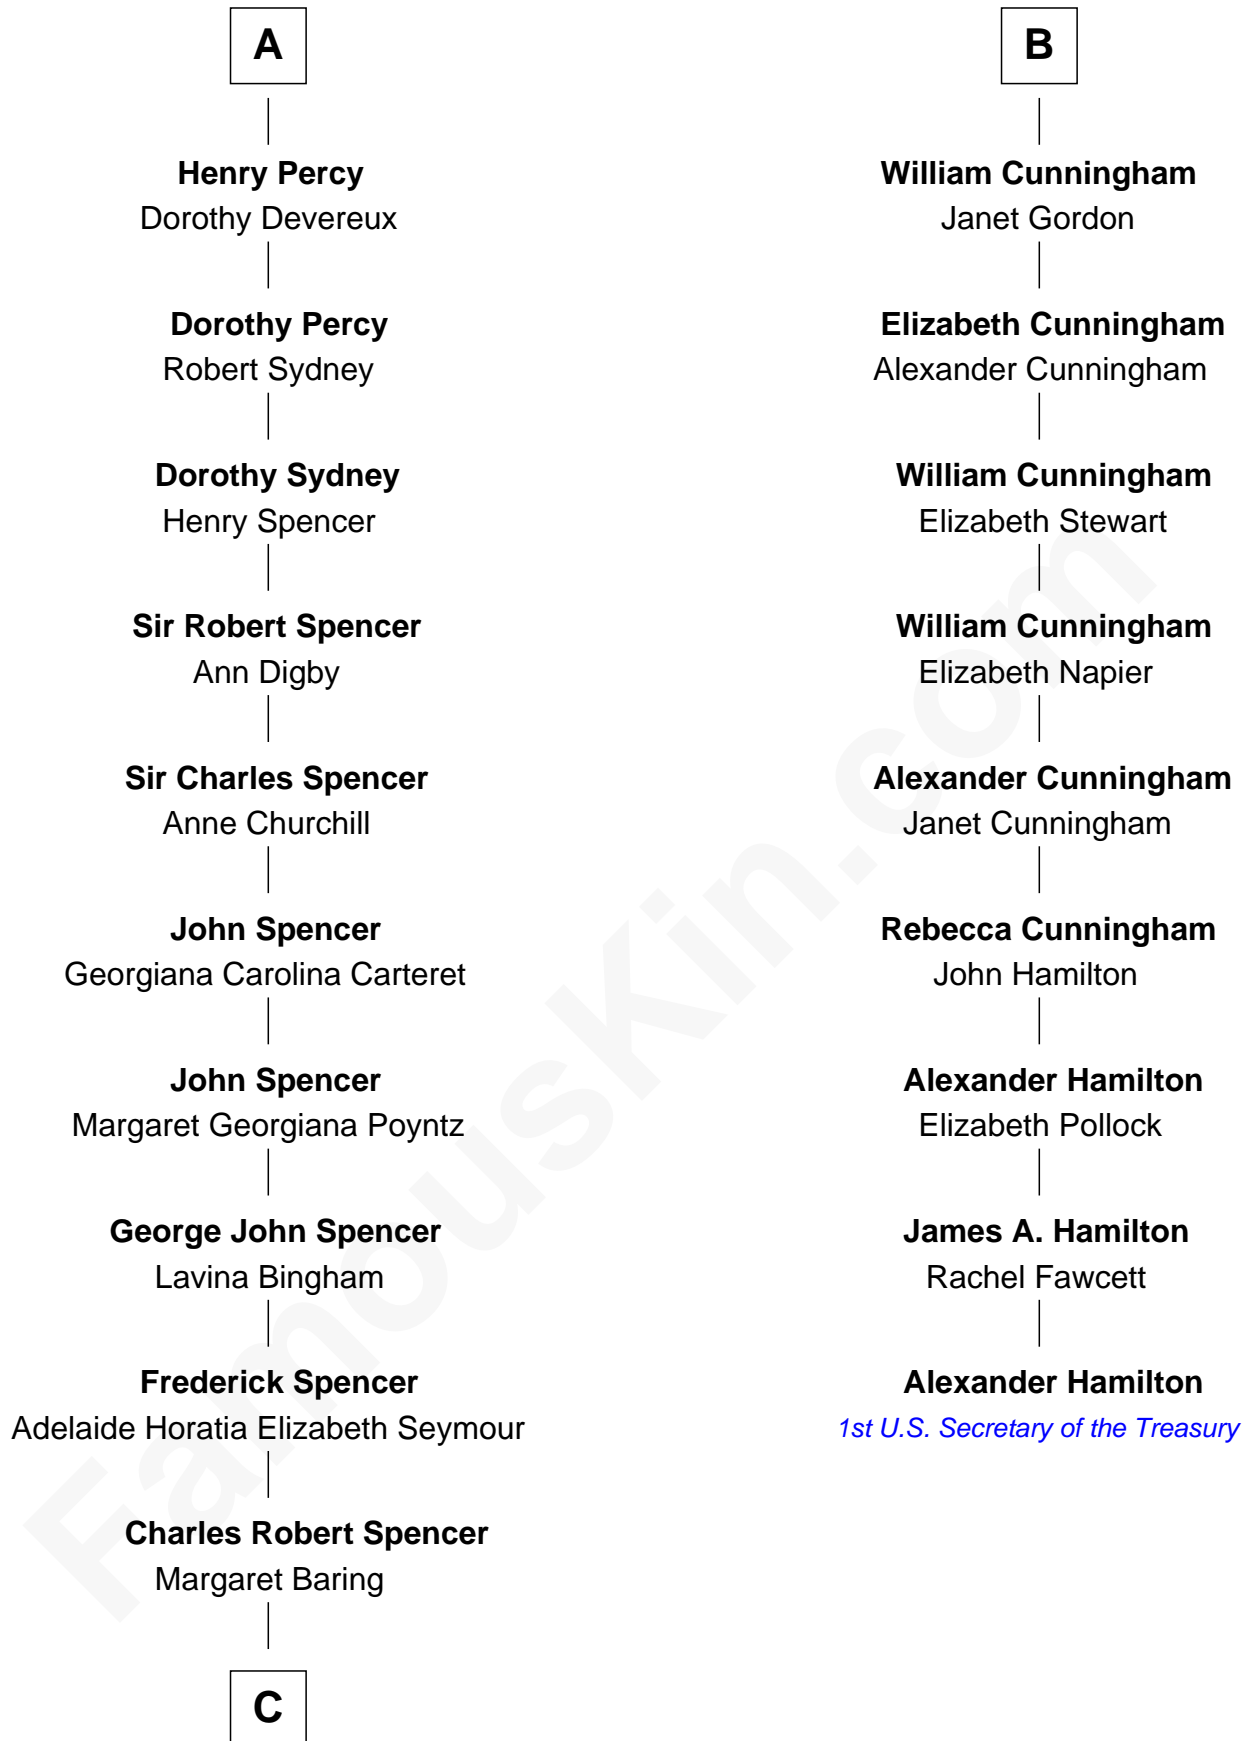 A
Henry Percy
Dorothy Devereux
Dorothy Percy
Robert Sydney
Dorothy Sydney
Henry Spencer
Sir Robert Spencer
Ann Digby
Sir Charles Spencer
Anne Churchill
John Spencer
Georgiana Carolina Carteret
John Spencer
Margaret Georgiana Poyntz
George John Spencer
Lavina Bingham
Frederick Spencer
Adelaide Horatia Elizabeth Seymour
Charles Robert Spencer
Margaret Baring
C
B
William Cunningham
Janet Gordon
Elizabeth Cunningham
Alexander Cunningham
William Cunningham
Elizabeth Stewart
William Cunningham
Elizabeth Napier
Alexander Cunningham
Janet Cunningham
Rebecca Cunningham
John Hamilton
Alexander Hamilton
Elizabeth Pollock
James A. Hamilton
Rachel Fawcett
Alexander Hamilton
1st U.S. Secretary of the Treasury
FamousKin.com